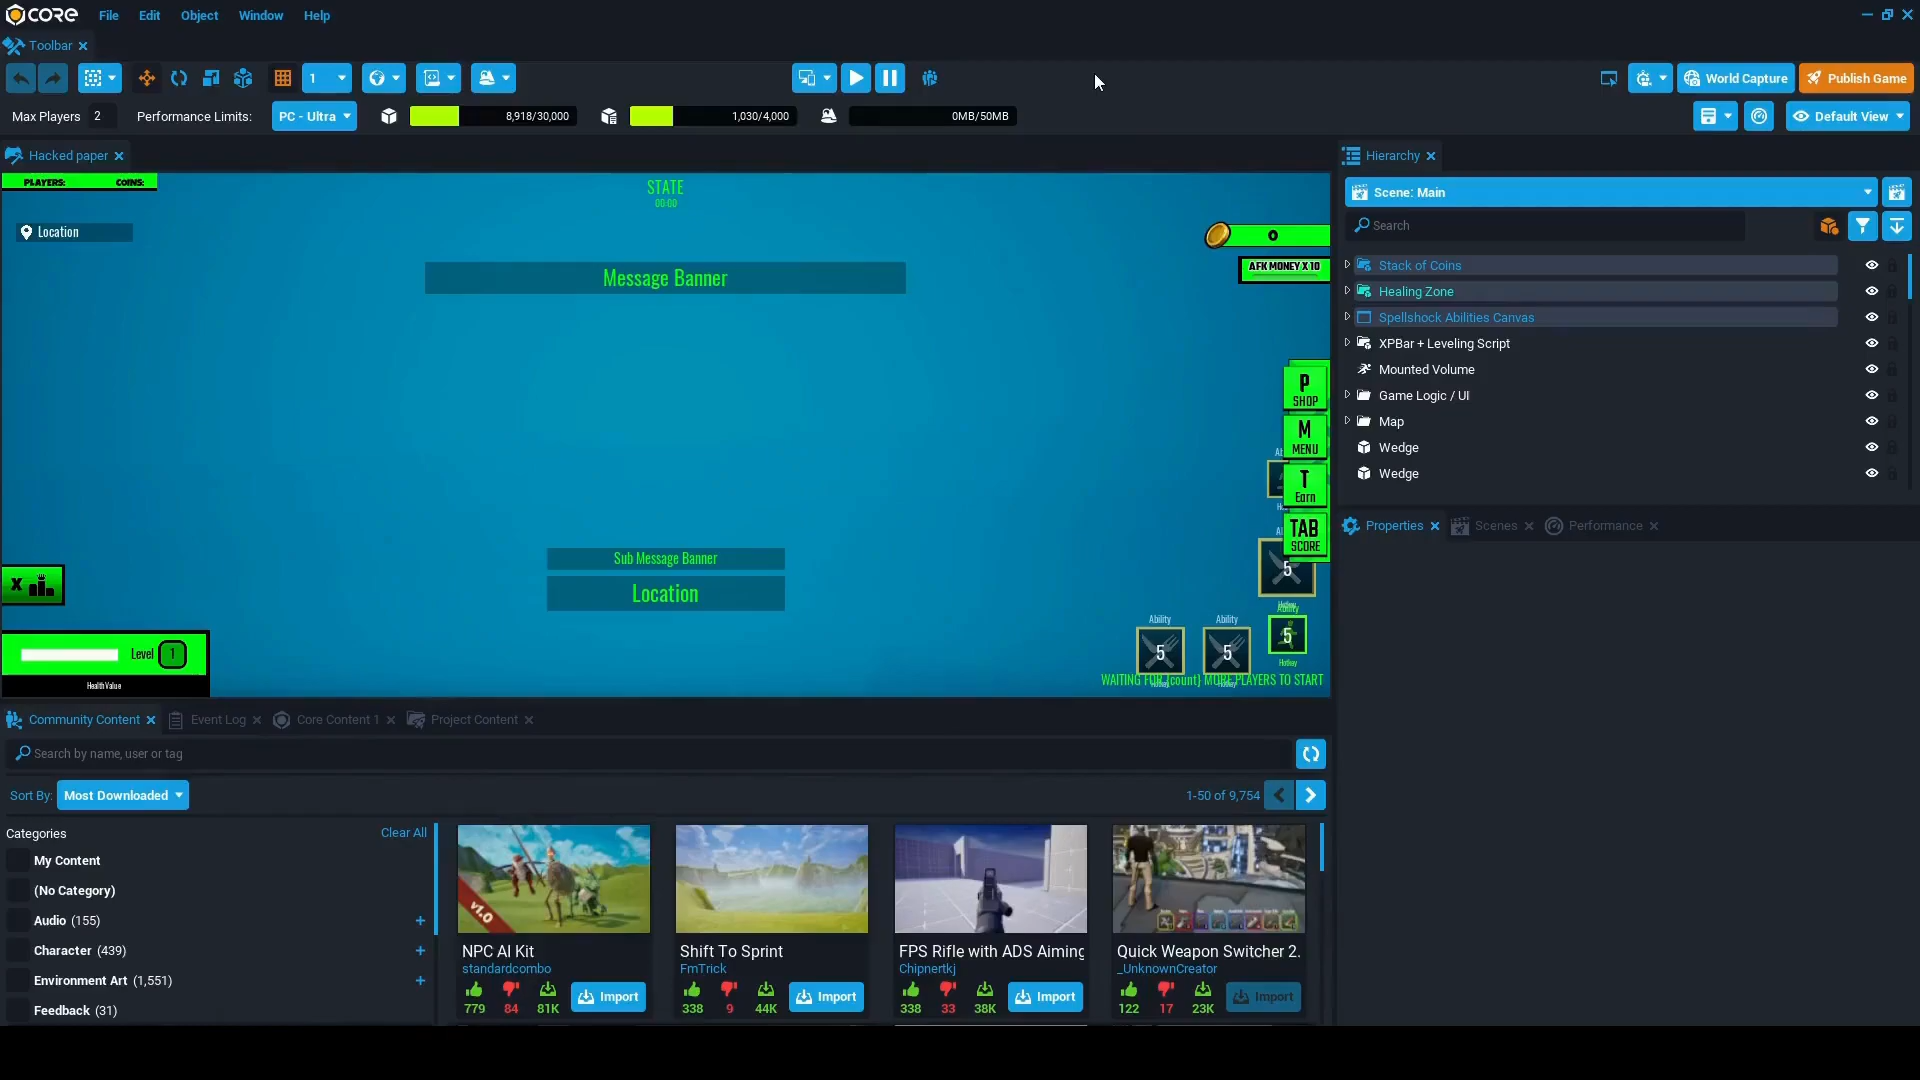 CORE File Edit Object Window Help
Toolbar
1 World Capture Publish Game
Max Players 2 Performance Limits: PC - Ultra 8,918/30,000 1,030/4,000 0MB/50MB Default View
Hacked paper
PLAYERS: COINS:
STATE
00:00
Location
0
AFK MONEY X 10
Message Banner
P
SHOP
M
MENU
T
Earn
TAB
SCORE
5
Hotkey
Sub Message Banner
Location
X
Ability Ability Ability
5 5 5
Hotkey
Level 1
Health Value
WAITING FOR {count} MORE PLAYERS TO START
Hierarchy
Scene: Main
Search
Stack of Coins
Healing Zone
Spellshock Abilities Canvas
XPBar + Leveling Script
Mounted Volume
Game Logic / UI
Map
Wedge
Wedge
Properties Scenes Performance
Community Content Event Log Core Content 1 Project Content
Search by name, user or tag
Sort By: Most Downloaded 1-50 of 9,754
Categories Clear All
My Content
(No Category)
Audio (155)
Character (439)
Environment Art (1,551)
Feedback (31)
v1.0
NPC AI Kit
standardcombo
779 84 81K Import
Shift To Sprint
FmTrick
338 9 44K Import
FPS Rifle with ADS Aiming
Chipnertkj
338 33 38K Import
Quick Weapon Switcher 2.
_UnknownCreator
122 17 23K Import